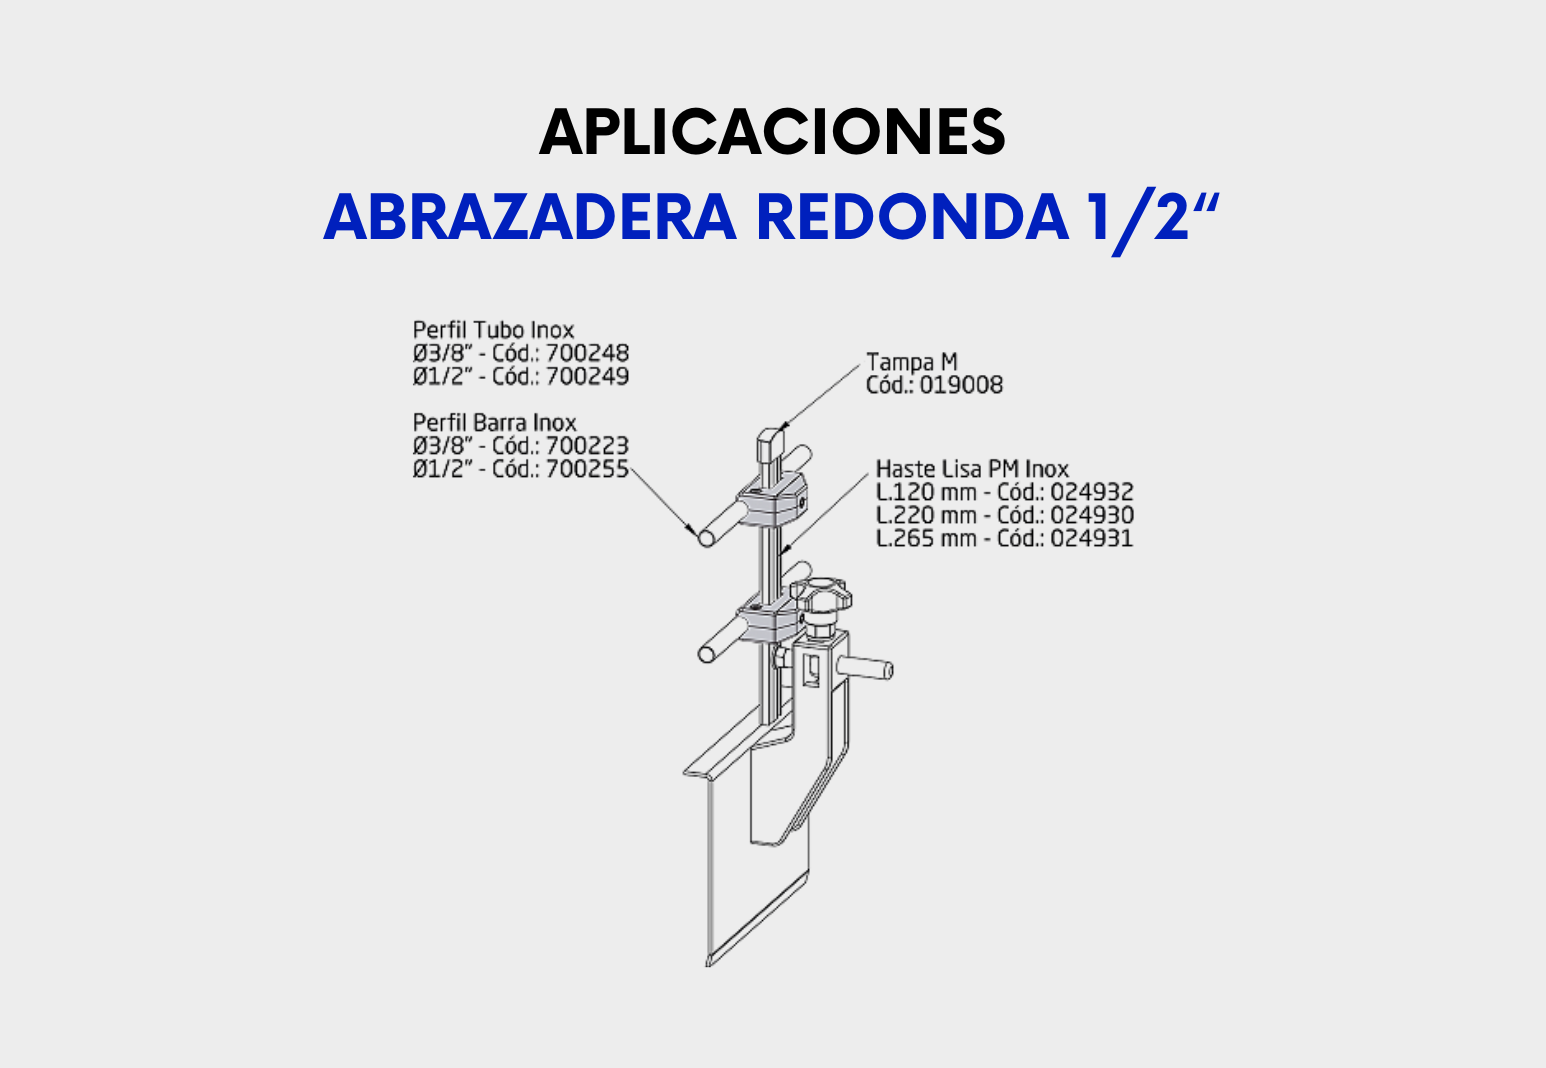 APLICACIONES
ABRAZADERA REDONDA 1/2“
Perfil Tubo Inox
Ø3/8” - Cód.: 700248
Ø1/2” - Cód.: 700249
Perfil Barra Inox
Ø3/8” - Cód.: 700223
Ø1/2” - Cód.: 700255
Tampa M
Cód.: 019008
Haste Lisa PM Inox
L.120 mm - Cód.: 024932
L.220 mm - Cód.: 024930
L.265 mm - Cód.: 024931